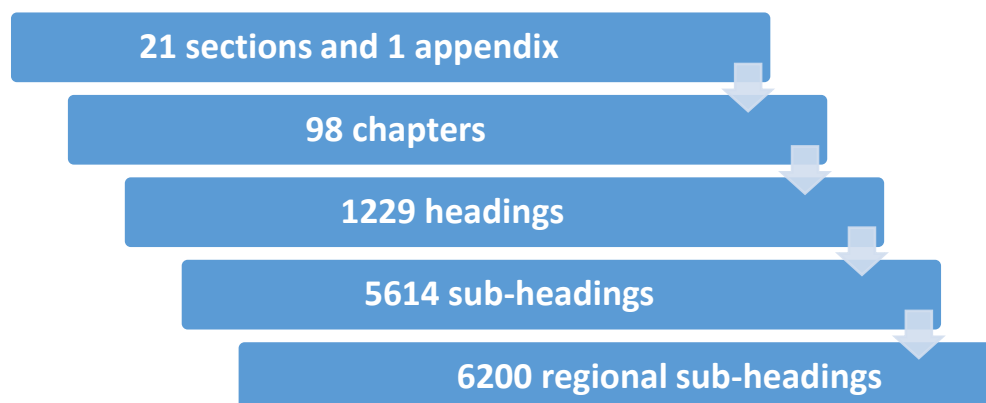 21 sections and 1 appendix
98 chapters
1229 headings
5614 sub-headings
6200 regional sub-headings